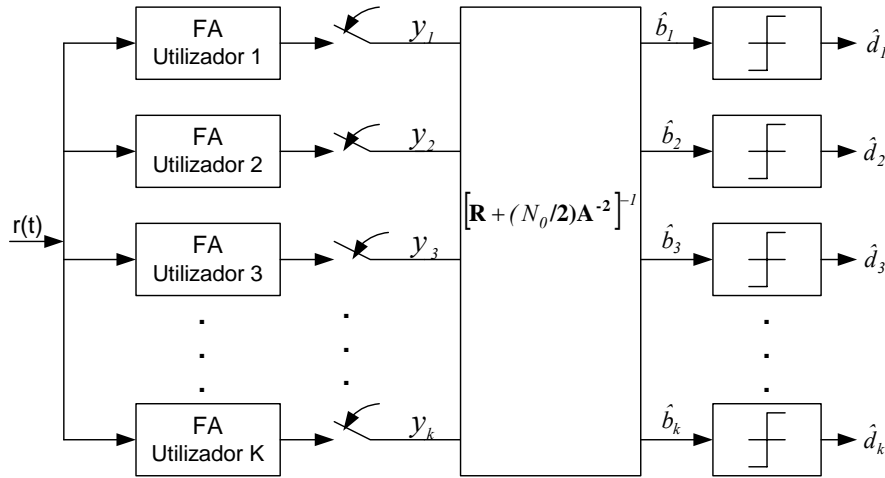 FA
Utilizador 1
y₁
b̂₁
d̂₁
FA
Utilizador 2
y₂
b̂₂
d̂₂
[R + (N₀/2)A⁻²]⁻¹
r(t)
FA
Utilizador 3
y₃
b̂₃
d̂₃
FA
Utilizador K
yₖ
b̂ₖ
d̂ₖ